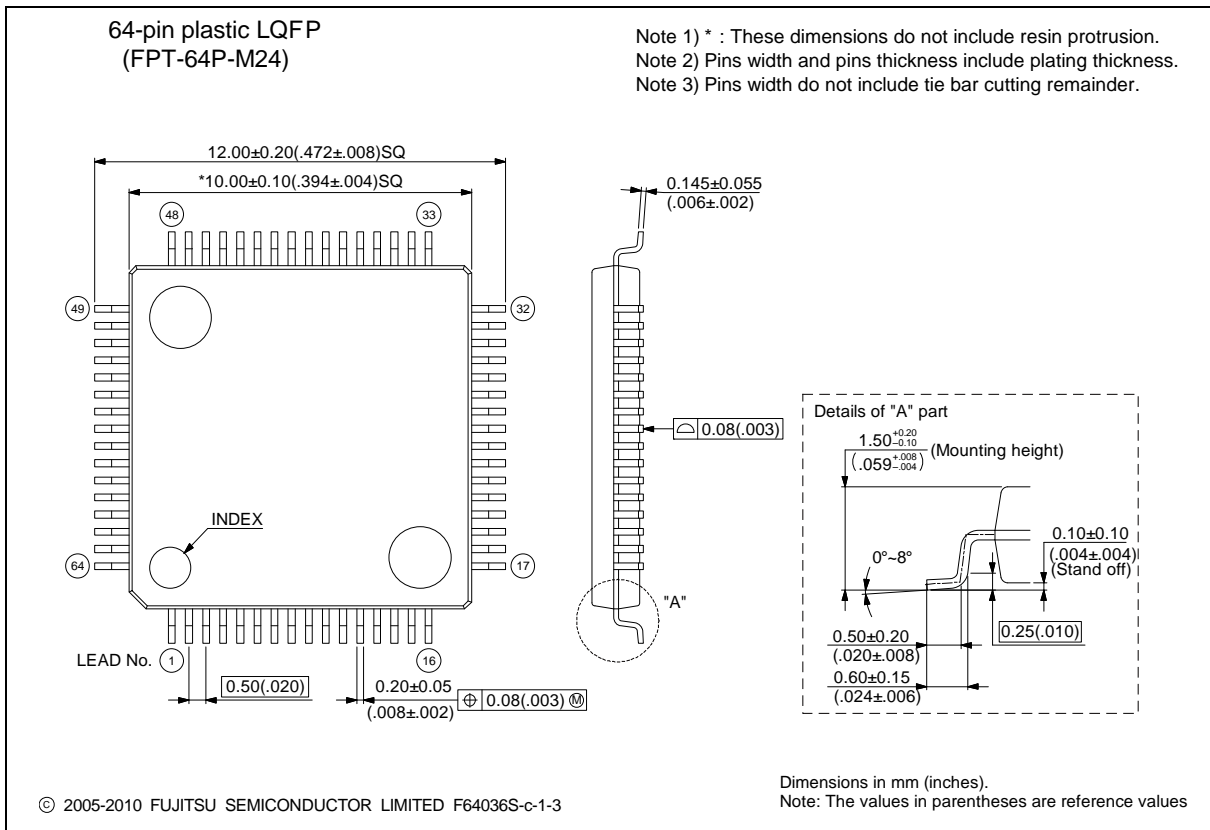 64-pin plastic LQFP
(FPT-64P-M24)
Note 1) * : These dimensions do not include resin protrusion.
Note 2) Pins width and pins thickness include plating thickness.
Note 3) Pins width do not include tie bar cutting remainder.
12.00±0.20(.472±.008)SQ
*10.00±0.10(.394±.004)SQ
0.145±0.055
(.006±.002)
48
33
49
32
INDEX
64
17
0.08(.003)
"A"
LEAD No.
1
16
0.50(.020)
0.20±0.05
(.008±.002)
⌖ 0.08(.003) Ⓜ
Details of "A" part
1.50 +0.20 −0.10
(.059 +.008 −.004)
(Mounting height)
0°~8°
0.10±0.10
(.004±.004)
(Stand off)
0.25(.010)
0.50±0.20
(.020±.008)
0.60±0.15
(.024±.006)
© 2005-2010 FUJITSU SEMICONDUCTOR LIMITED F64036S-c-1-3
Dimensions in mm (inches).
Note: The values in parentheses are reference values